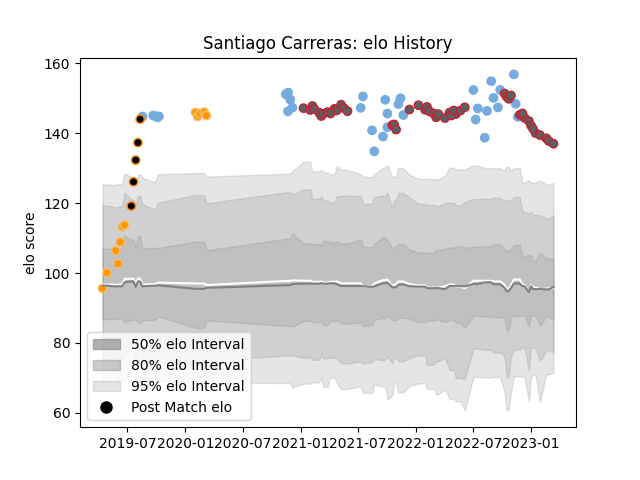 Santiago Carreras: elo History
elo score
160
140
120
100
80
60
50% elo Interval
80% elo Interval
95% elo Interval
Post Match elo
2019-07 2020-01 2020-07 2021-01 2021-07 2022-01 2022-07 2023-01